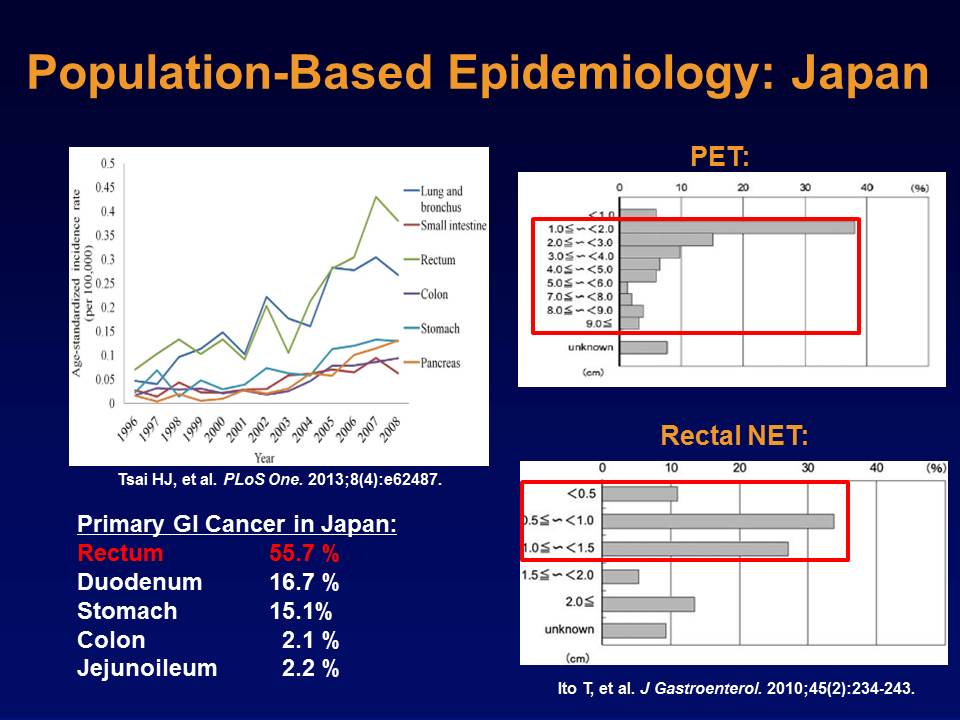 Population-Based Epidemiology: Japan
0.5
0.45
0.4
0.35
0.3
0.25
0.2
0.15
0.1
0.05
0
Age-standardized incidence rate
(per 100,000)
1996
1997
1998
1999
2000
2001
2002
2003
2004
2005
2006
2007
2008
Year
Lung and
bronchus
Small intestine
Rectum
Colon
Stomach
Pancreas
Tsai HJ, et al. PLoS One. 2013;8(4):e62487.
Primary GI Cancer in Japan:
Rectum 55.7 %
Duodenum 16.7 %
Stomach 15.1%
Colon 2.1 %
Jejunoileum 2.2 %
PET:
0 10 20 30 40 (%)
<1.0
1.0≦~<2.0
2.0≦~<3.0
3.0≦~<4.0
4.0≦~<5.0
5.0≦~<6.0
7.0≦~<8.0
8.0≦~<9.0
9.0≦
unknown
(cm)
Rectal NET:
0 10 20 30 40 (%)
<0.5
0.5≦~<1.0
1.0≦~<1.5
1.5≦~<2.0
2.0≦
unknown
(cm)
Ito T, et al. J Gastroenterol. 2010;45(2):234-243.